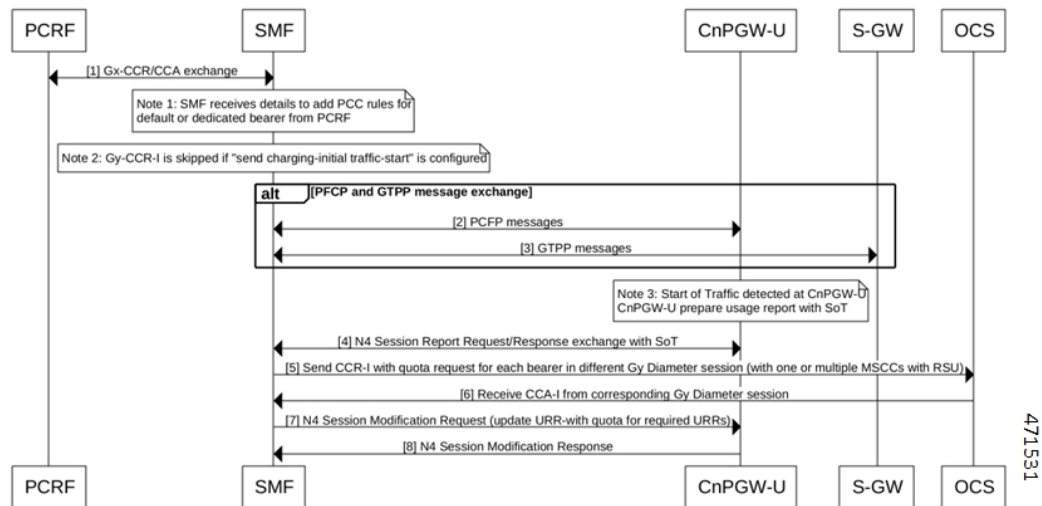 PCRF
SMF
CnPGW-U
S-GW
OCS
[1] Gx-CCR/CCA exchange
Note 1: SMF receives details to add PCC rules for
default or dedicated bearer from PCRF
Note 2: Gy-CCR-I is skipped if "send charging-initial traffic-start" is configured
alt
[PFCP and GTPP message exchange]
[2] PCFP messages
[3] GTPP messages
Note 3: Start of Traffic detected at CnPGW-U
CnPGW-U prepare usage report with SoT
[4] N4 Session Report Request/Response exchange with SoT
[5] Send CCR-I with quota request for each bearer in different Gy Diameter session (with one or multiple MSCCs with RSU)
[6] Receive CCA-I from corresponding Gy Diameter session
[7] N4 Session Modification Request (update URR-with quota for required URRs)
[8] N4 Session Modification Response
PCRF
SMF
CnPGW-U
S-GW
OCS
471531